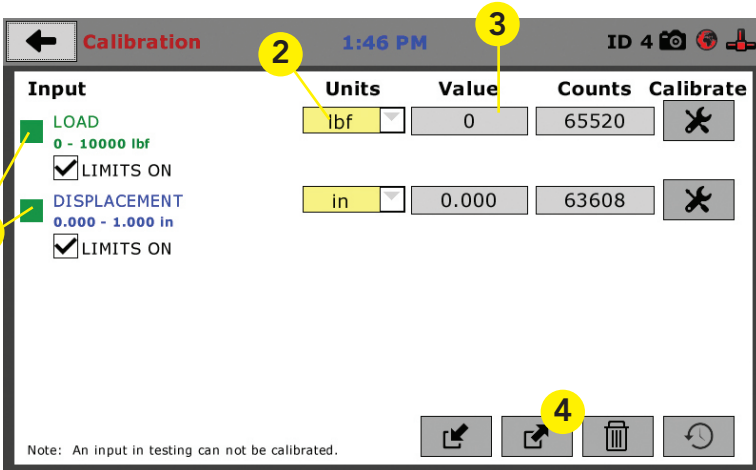 Calibration 1:46 PM ID 4
2 3
Input Units Value Counts Calibrate
LOAD lbf 0 65520
0 - 10000 lbf
LIMITS ON
DISPLACEMENT in 0.000 63608
0.000 - 1.000 in
LIMITS ON
4
Note: An input in testing can not be calibrated.